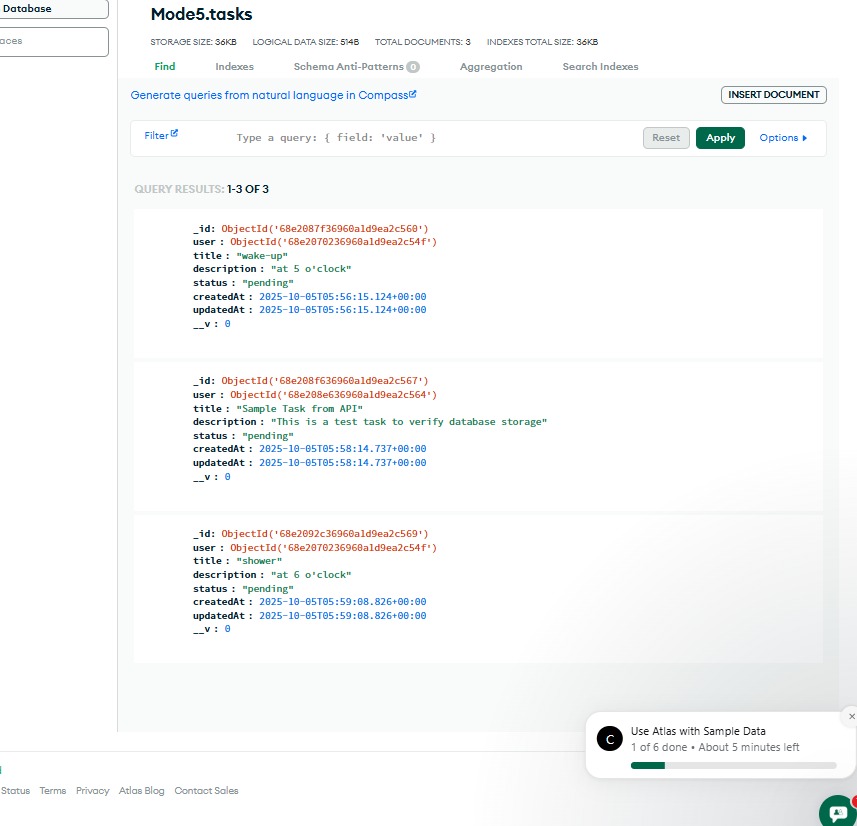 Database
Mode5.tasks
aces
STORAGE SIZE: 36KB LOGICAL DATA SIZE: 514B TOTAL DOCUMENTS: 3 INDEXES TOTAL SIZE: 36KB
Find Indexes Schema Anti-Patterns 0 Aggregation Search Indexes
Generate queries from natural language in Compass
INSERT DOCUMENT
Filter
Type a query: { field: 'value' }
Reset
Apply
Options
QUERY RESULTS: 1-3 OF 3
_id: ObjectId('68e2087f36960a1d9ea2c560')
user : ObjectId('68e2070236960a1d9ea2c54f')
title : "wake-up"
description : "at 5 o'clock"
status : "pending"
createdAt : 2025-10-05T05:56:15.124+00:00
updatedAt : 2025-10-05T05:56:15.124+00:00
__v : 0
_id: ObjectId('68e208f636960a1d9ea2c567')
user : ObjectId('68e208e636960a1d9ea2c564')
title : "Sample Task from API"
description : "This is a test task to verify database storage"
status : "pending"
createdAt : 2025-10-05T05:58:14.737+00:00
updatedAt : 2025-10-05T05:58:14.737+00:00
__v : 0
_id: ObjectId('68e2092c36960a1d9ea2c569')
user : ObjectId('68e2070236960a1d9ea2c54f')
title : "shower"
description : "at 6 o'clock"
status : "pending"
createdAt : 2025-10-05T05:59:08.826+00:00
updatedAt : 2025-10-05T05:59:08.826+00:00
__v : 0
C
Use Atlas with Sample Data
1 of 6 done • About 5 minutes left
Status Terms Privacy Atlas Blog Contact Sales